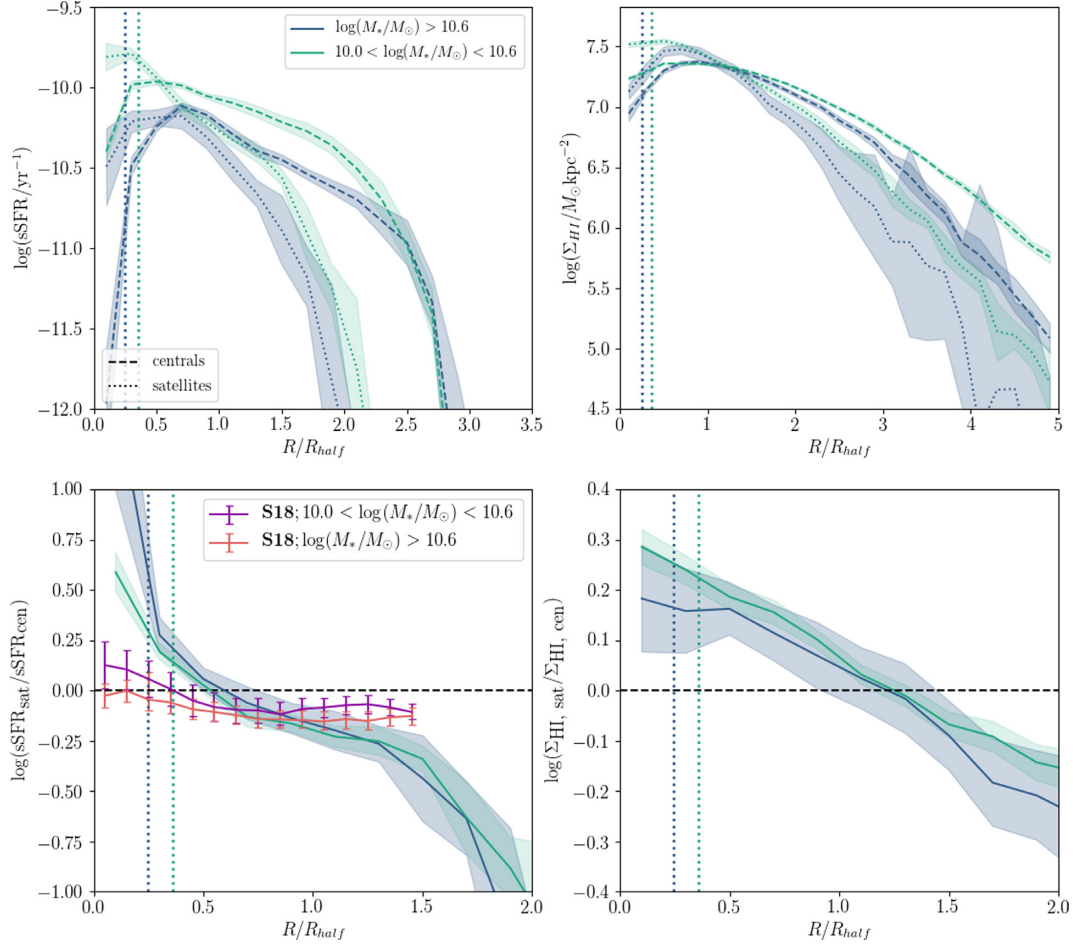 −9.5
−10.0
−10.5
−11.0
−11.5
−12.0
log(sSFR/yr⁻¹)
log(M*/M⊙) > 10.6
10.0 < log(M*/M⊙) < 10.6
centrals
satellites
0.0 0.5 1.0 1.5 2.0 2.5 3.0 3.5
R/R_half
7.5
7.0
6.5
6.0
5.5
5.0
4.5
log(Σ_HI/M⊙kpc⁻²)
0 1 2 3 4 5
R/R_half
1.00
0.75
0.50
0.25
0.00
−0.25
−0.50
−0.75
−1.00
log(sSFR_sat/sSFR_cen)
S18; 10.0 < log(M*/M⊙) < 10.6
S18; log(M*/M⊙) > 10.6
0.0 0.5 1.0 1.5 2.0
R/R_half
0.4
0.3
0.2
0.1
0.0
−0.1
−0.2
−0.3
−0.4
log(Σ_HI, sat/Σ_HI, cen)
0.0 0.5 1.0 1.5 2.0
R/R_half